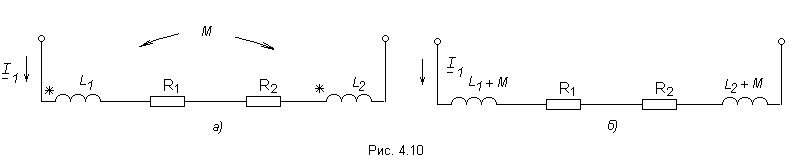 M
I1 * L1 R1 R2 * L2
а)
I1 L1 + M R1 R2 L2 + M
б)
Рис. 4.10